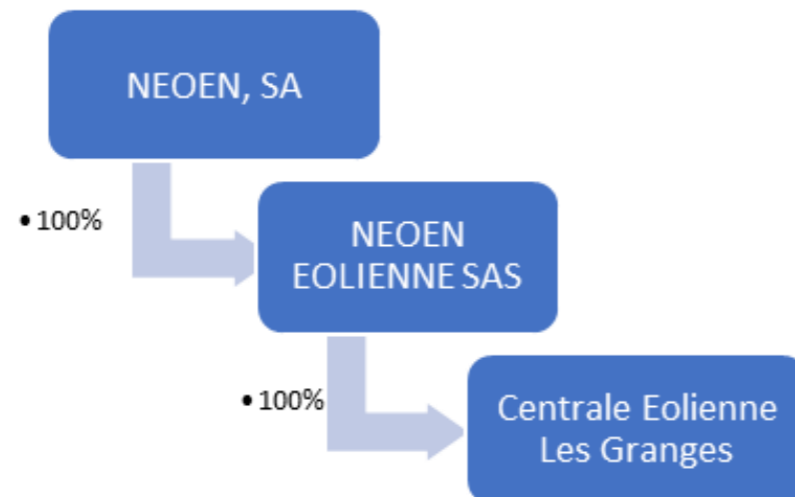 NEOEN, SA
• 100%
NEOEN
EOLIENNE SAS
• 100%
Centrale Eolienne
Les Granges